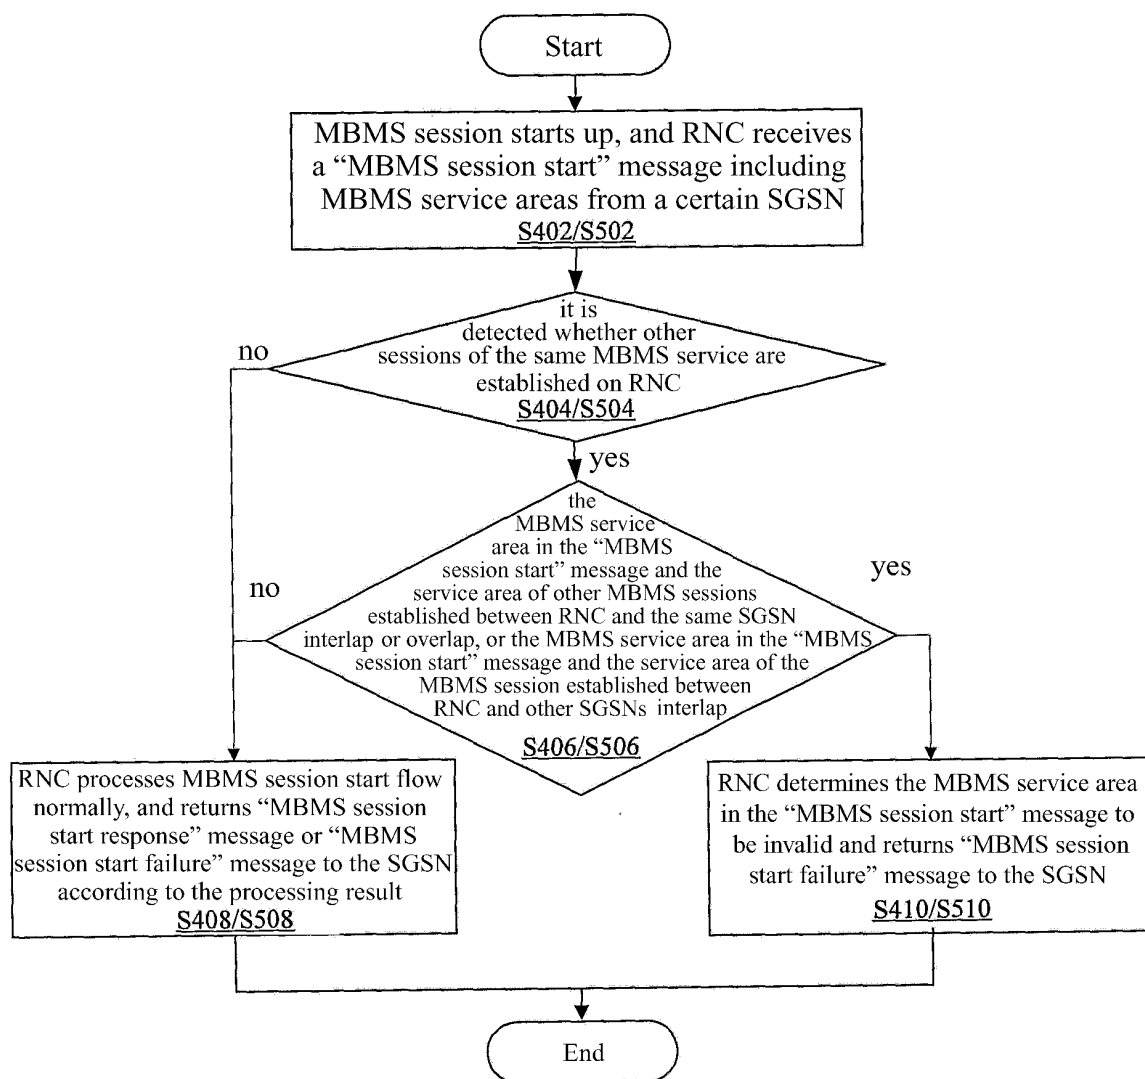 Start
MBMS session starts up, and RNC receives
a “MBMS session start” message including
MBMS service areas from a certain SGSN
S402/S502
it is
detected whether other
sessions of the same MBMS service are
established on RNC
S404/S504
no
yes
the
MBMS service
area in the “MBMS
session start” message and the
service area of other MBMS sessions
established between RNC and the same SGSN
interlap or overlap, or the MBMS service area in the “MBMS
session start” message and the service area of the
MBMS session established between
RNC and other SGSNs interlap
S406/S506
no
yes
RNC processes MBMS session start flow
normally, and returns “MBMS session
start response” message or “MBMS
session start failure” message to the SGSN
according to the processing result
S408/S508
RNC determines the MBMS service area
in the “MBMS session start” message to
be invalid and returns “MBMS session
start failure” message to the SGSN
S410/S510
End